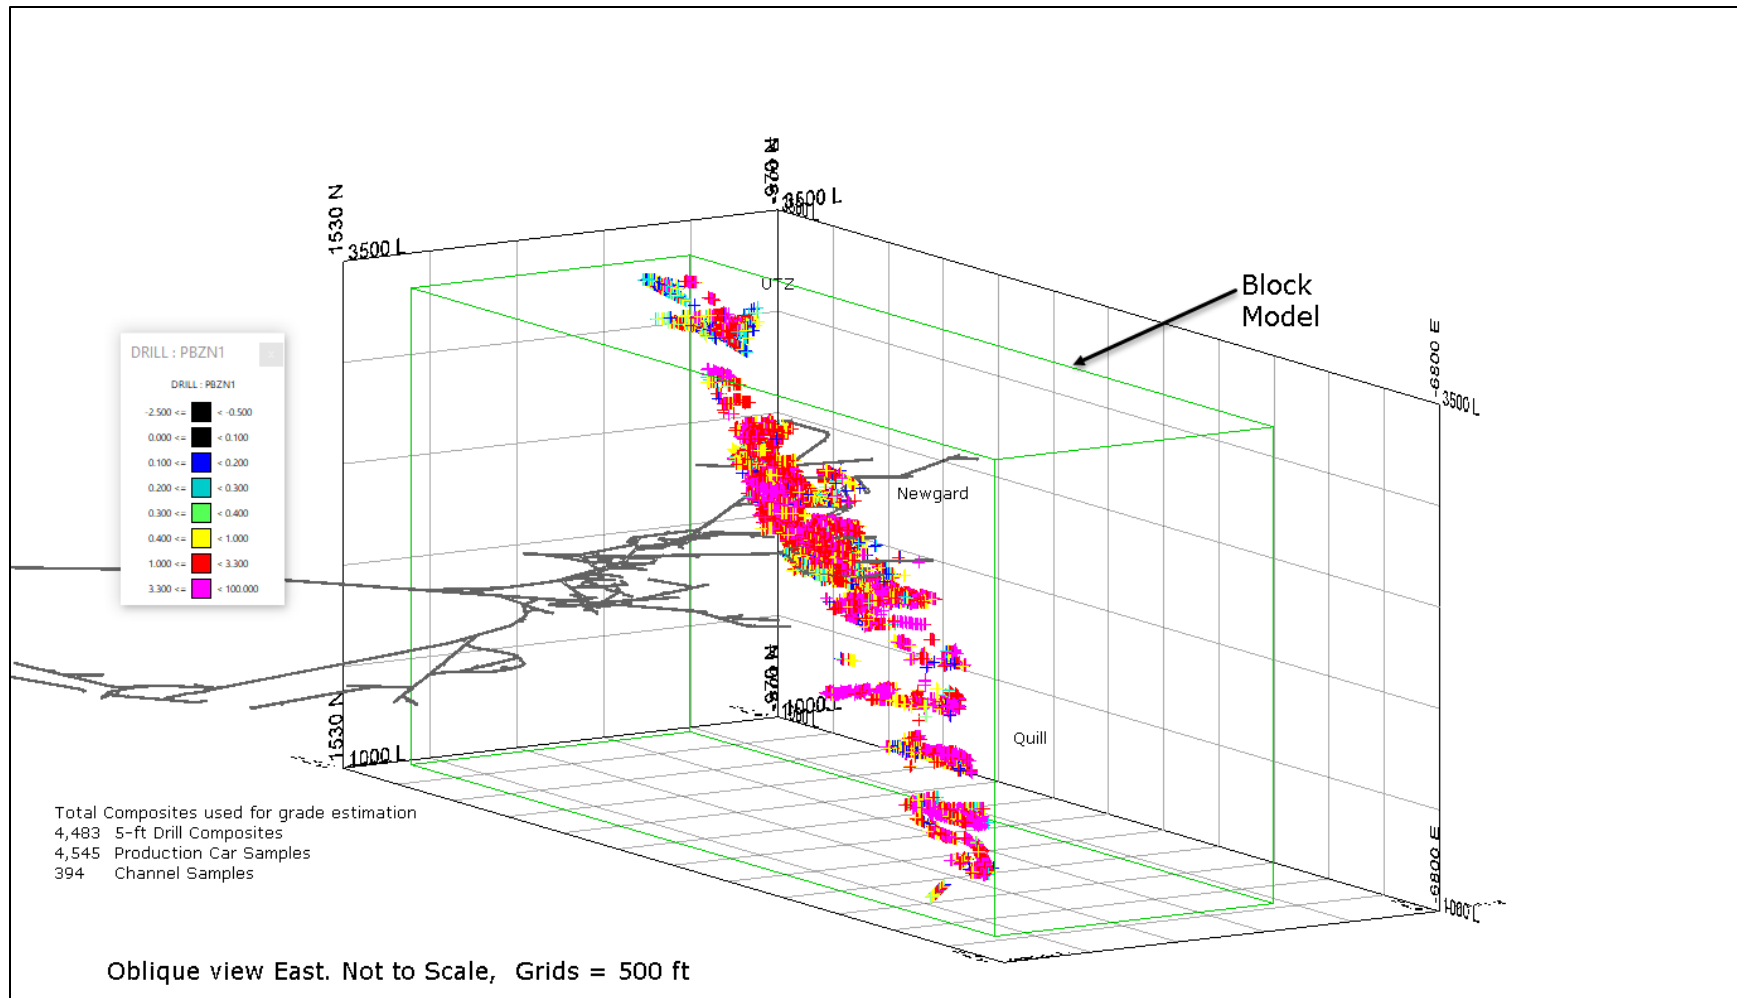 1530 N
3500 L
3500 L
UTZ
Block
Model
-6800 E
3500 L
DRILL : PBZN1
x
DRILL : PBZN1
-2.500 <= < -0.500
0.000 <= < 0.100
0.100 <= < 0.200
0.200 <= < 0.300
0.300 <= < 0.400
0.400 <= < 1.000
1.000 <= < 3.300
3.300 <= < 100.000
Newgard
1530 N
1000 L
1000 L
Quill
-6800 E
1000 L
Total Composites used for grade estimation
4,483 5-ft Drill Composites
4,545 Production Car Samples
394 Channel Samples
Oblique view East. Not to Scale, Grids = 500 ft